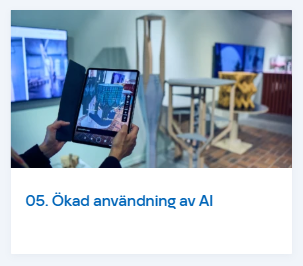 05. Ökad användning av AI